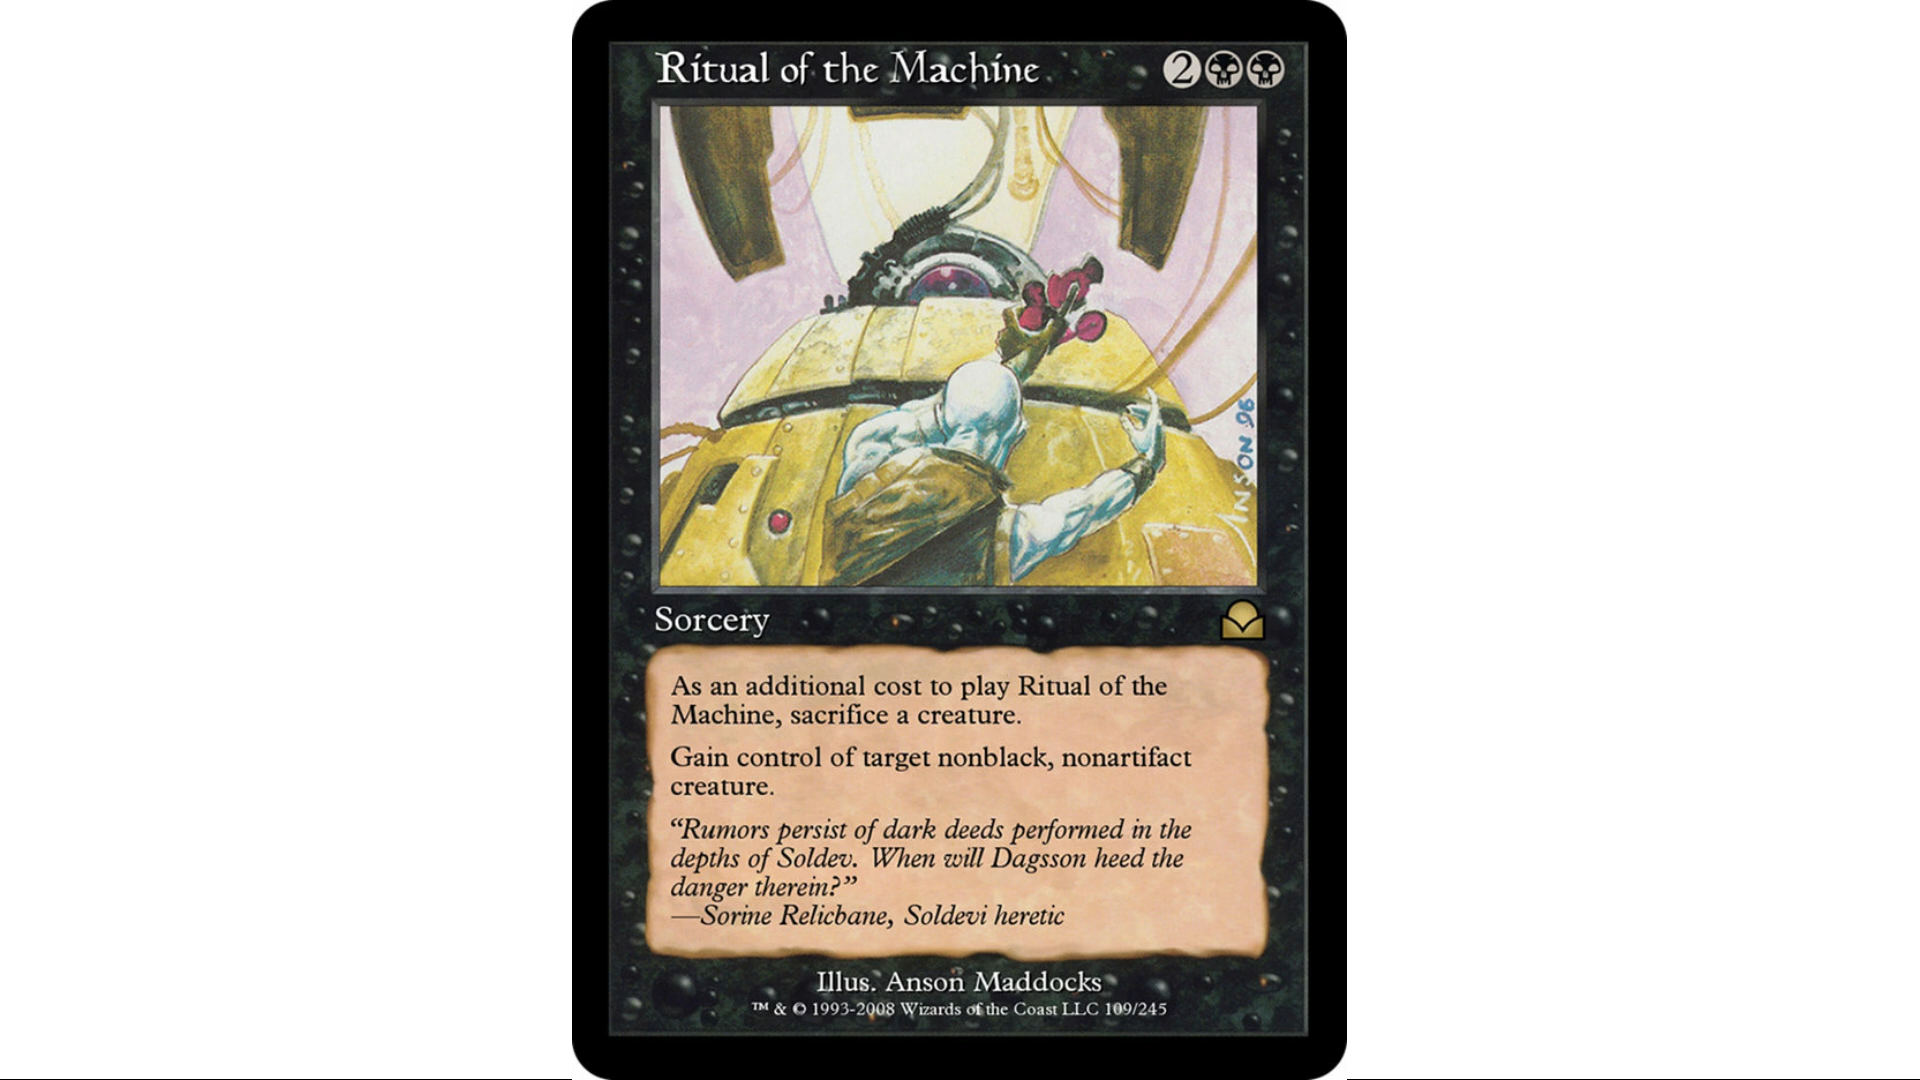 Ritual of the Machine 2
ANSON 96
Sorcery
As an additional cost to play Ritual of the
Machine, sacrifice a creature.
Gain control of target nonblack, nonartifact
creature.
“Rumors persist of dark deeds performed in the
depths of Soldev. When will Dagsson heed the
danger therein?”
—Sorine Relicbane, Soldevi heretic
Illus. Anson Maddocks
™ & © 1993-2008 Wizards of the Coast LLC 109/245